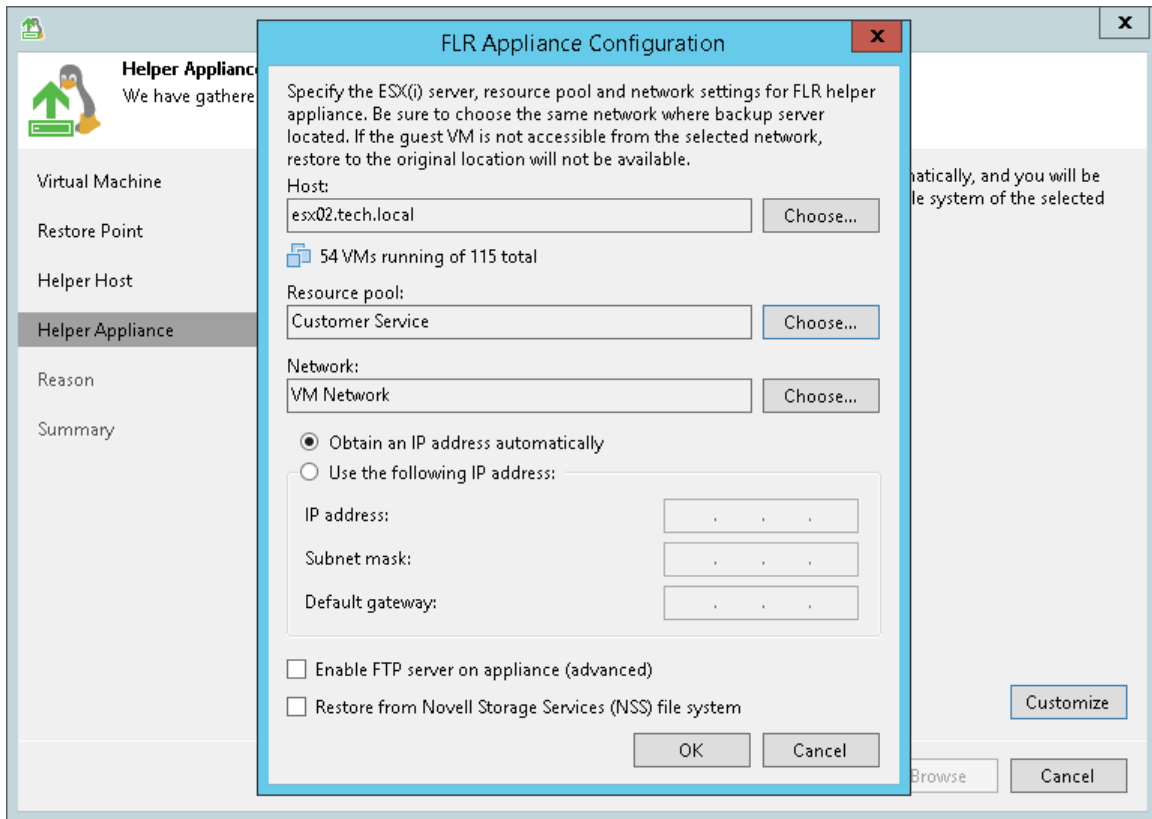 X
FLR Appliance Configuration
x
Helper Applianc
We have gathere
Specify the ESX(i) server, resource pool and network settings for FLR helper
appliance. Be sure to choose the same network where backup server
located. If the guest VM is not accessible from the selected network,
restore to the original location will not be available.
Virtual Machine
Restore Point
Helper Host
Helper Appliance
Reason
Summary
Host:
esx02.tech.local
Choose...
54 VMs running of 115 total
Resource pool:
Customer Service
Choose...
Network:
VM Network
Choose...
Obtain an IP address automatically
Use the following IP address:
IP address:
. . .
Subnet mask:
. . .
Default gateway:
. . .
Enable FTP server on appliance (advanced)
Restore from Novell Storage Services (NSS) file system
OK
Cancel
natically, and you will be
le system of the selected
Customize
Browse
Cancel